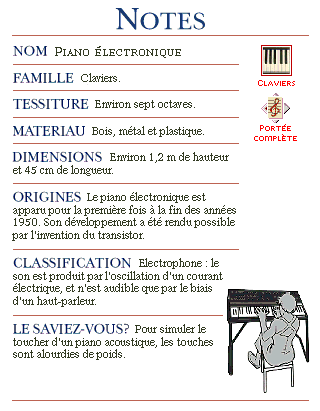 NOTES
NOM PIANO ÉLECTRONIQUE
FAMILLE Claviers.
CLAVIERS
TESSITURE Environ sept octaves.
MATERIAU Bois, métal et plastique.
PORTÉE
COMPLÈTE
DIMENSIONS Environ 1,2 m de hauteur
et 45 cm de longueur.
ORIGINES Le piano électronique est
apparu pour la première fois à la fin des années
1950. Son développement a été rendu possible
par l'invention du transistor.
CLASSIFICATION Electrophone : le
son est produit par l'oscillation d'un courant
électrique, et n'est audible que par le biais
d'un haut-parleur.
LE SAVIEZ-VOUS? Pour simuler le
toucher d'un piano acoustique, les touches
sont alourdies de poids.